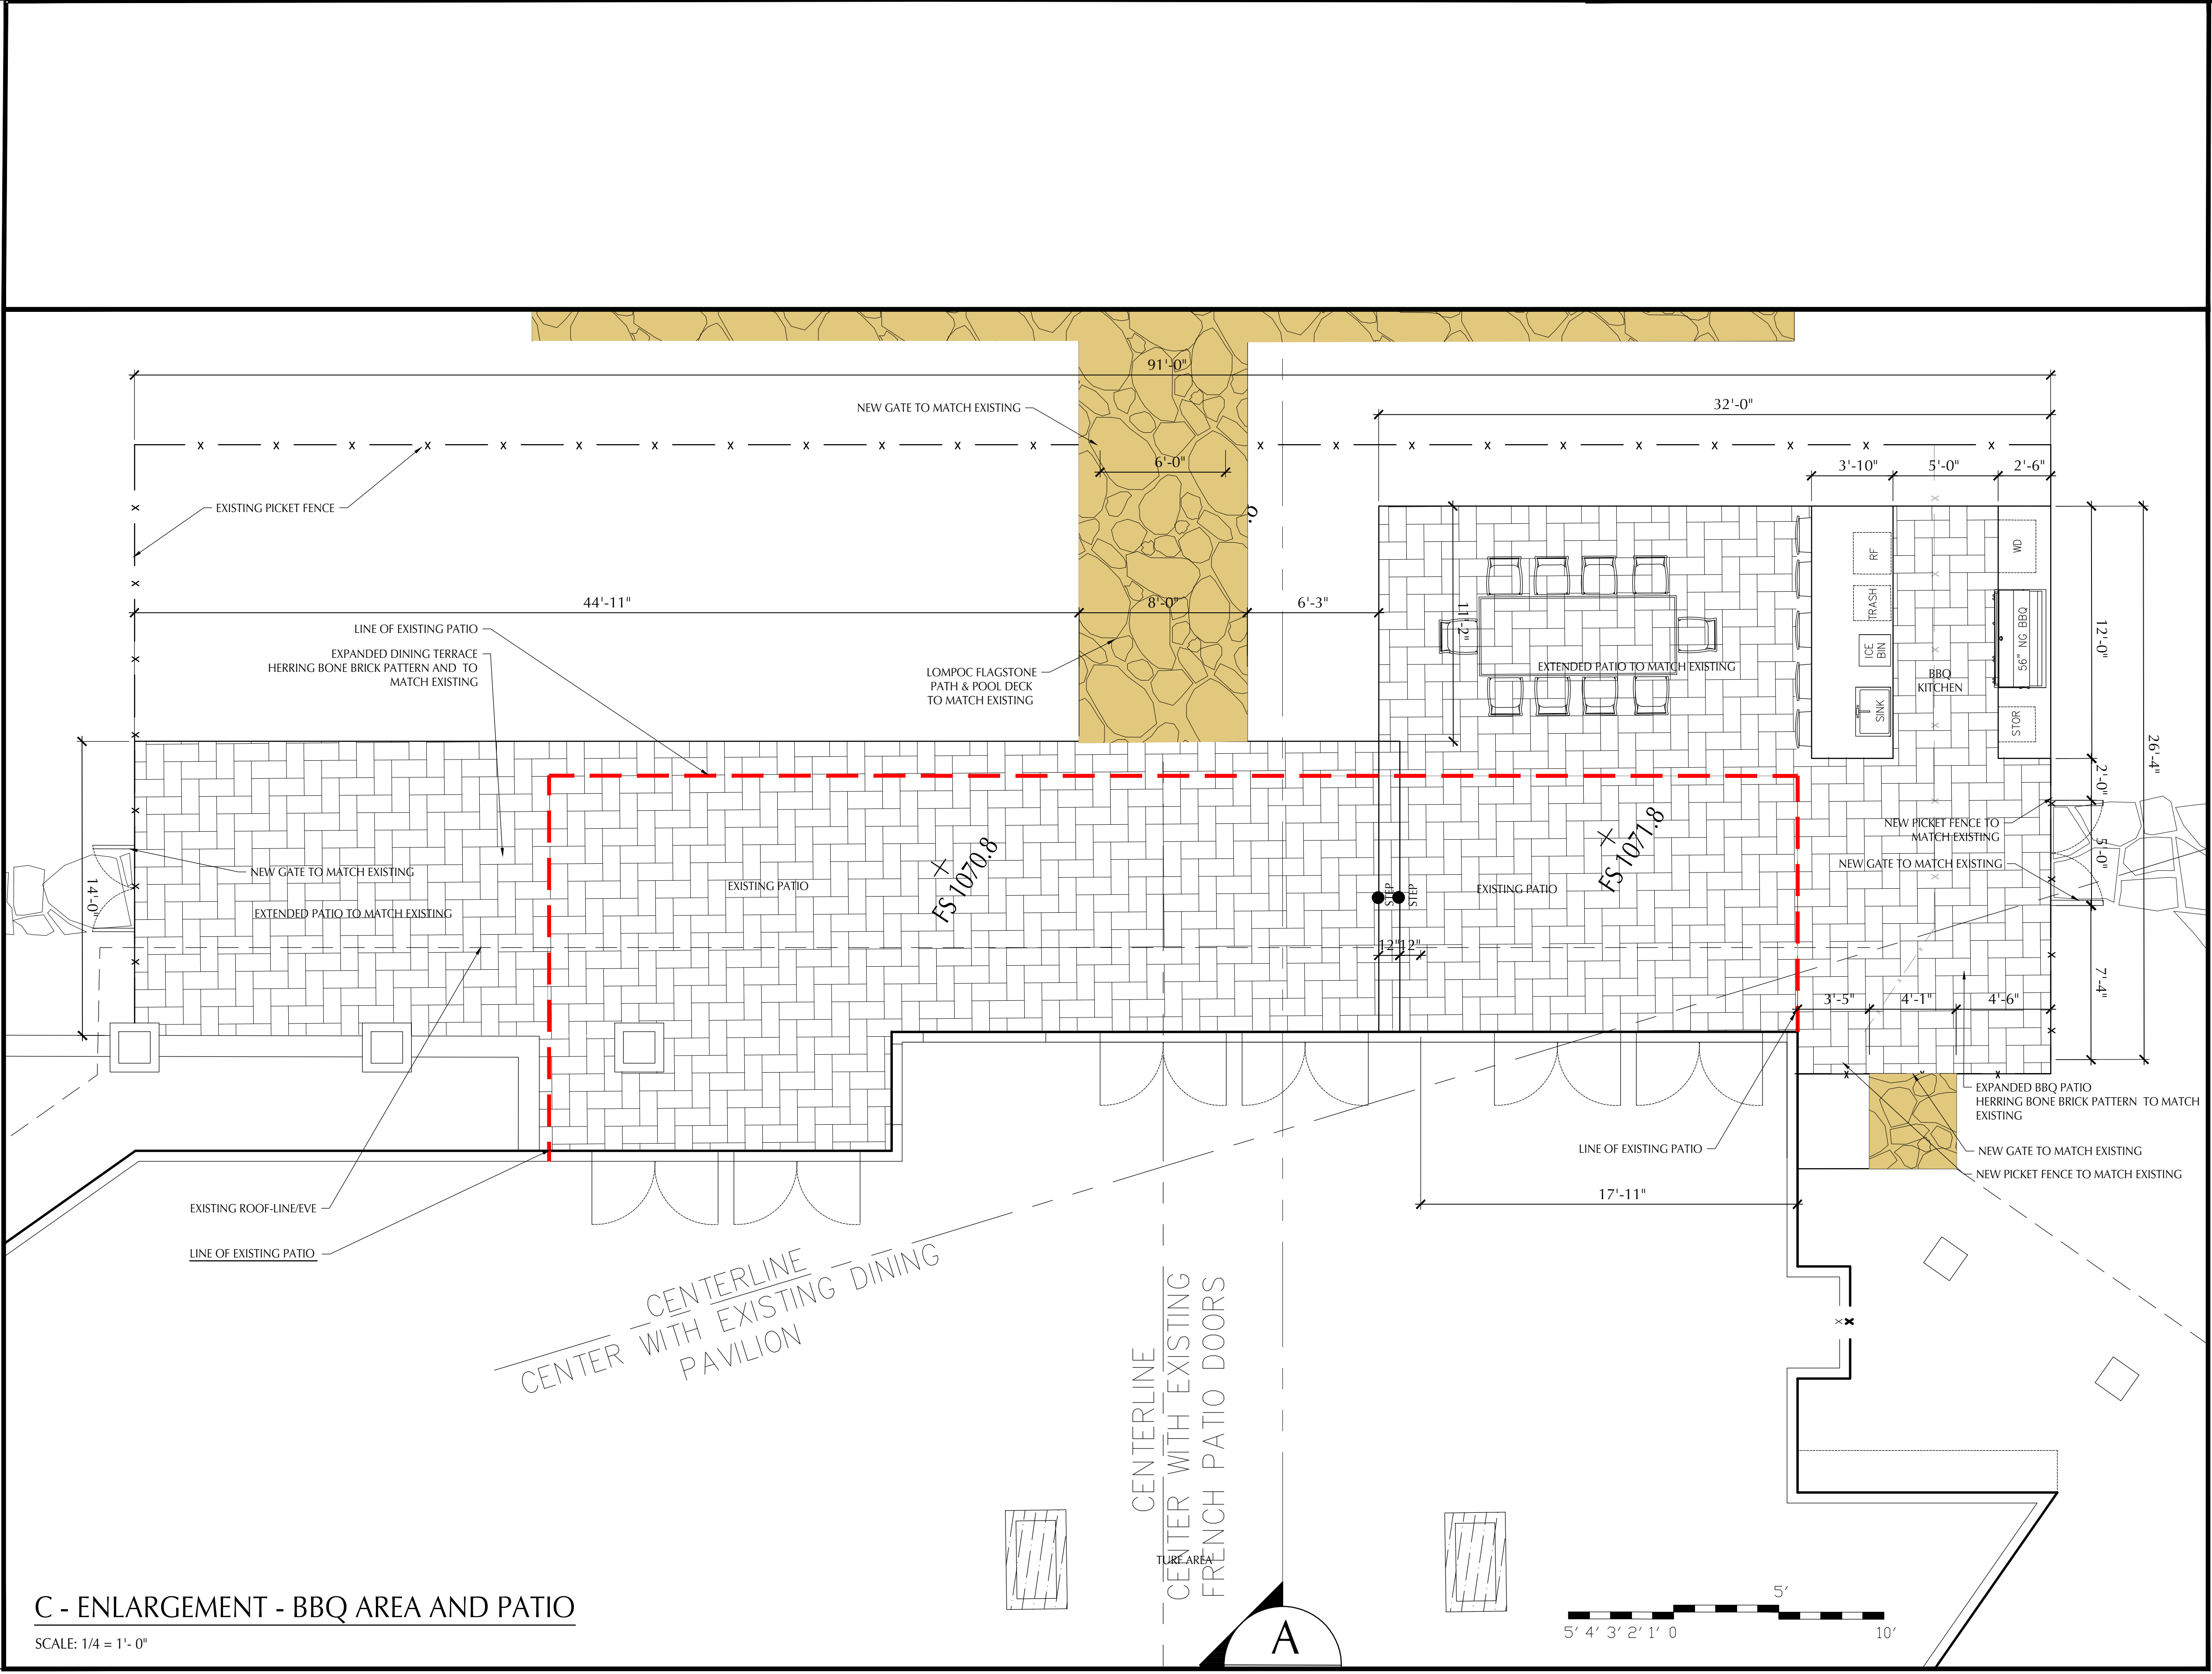 91'-0"
NEW GATE TO MATCH EXISTING
32'-0"
6'-0"
3'-10"
5'-0"
2'-6"
EXISTING PICKET FENCE
44'-11"
8'-0"
6'-3"
11'-2"
12'-0"
RF
WD
TRASH
ICE
BIN
56" NG BBQ
SINK
STOR
BBQ
KITCHEN
LINE OF EXISTING PATIO
EXPANDED DINING TERRACE
HERRING BONE BRICK PATTERN AND TO
MATCH EXISTING
LOMPOC FLAGSTONE
PATH & POOL DECK
TO MATCH EXISTING
EXTENDED PATIO TO MATCH EXISTING
26'-4"
2'-0"
NEW PICKET FENCE TO
MATCH EXISTING
5'-0"
NEW GATE TO MATCH EXISTING
14'-0"
NEW GATE TO MATCH EXISTING
EXTENDED PATIO TO MATCH EXISTING
EXISTING PATIO
FS 1070.8
STEP
STEP
EXISTING PATIO
FS 1071.8
12"
12"
7'-4"
3'-5"
4'-1"
4'-6"
EXPANDED BBQ PATIO
HERRING BONE BRICK PATTERN TO MATCH
EXISTING
LINE OF EXISTING PATIO
NEW GATE TO MATCH EXISTING
NEW PICKET FENCE TO MATCH EXISTING
17'-11"
EXISTING ROOF-LINE/EVE
LINE OF EXISTING PATIO
CENTERLINE
CENTER WITH EXISTING DINING
PAVILION
CENTERLINE
CENTER WITH EXISTING
FRENCH PATIO DOORS
TURF AREA
C - ENLARGEMENT - BBQ AREA AND PATIO
SCALE: 1/4 = 1'- 0"
A
5'
5' 4' 3' 2' 1' 0
10'